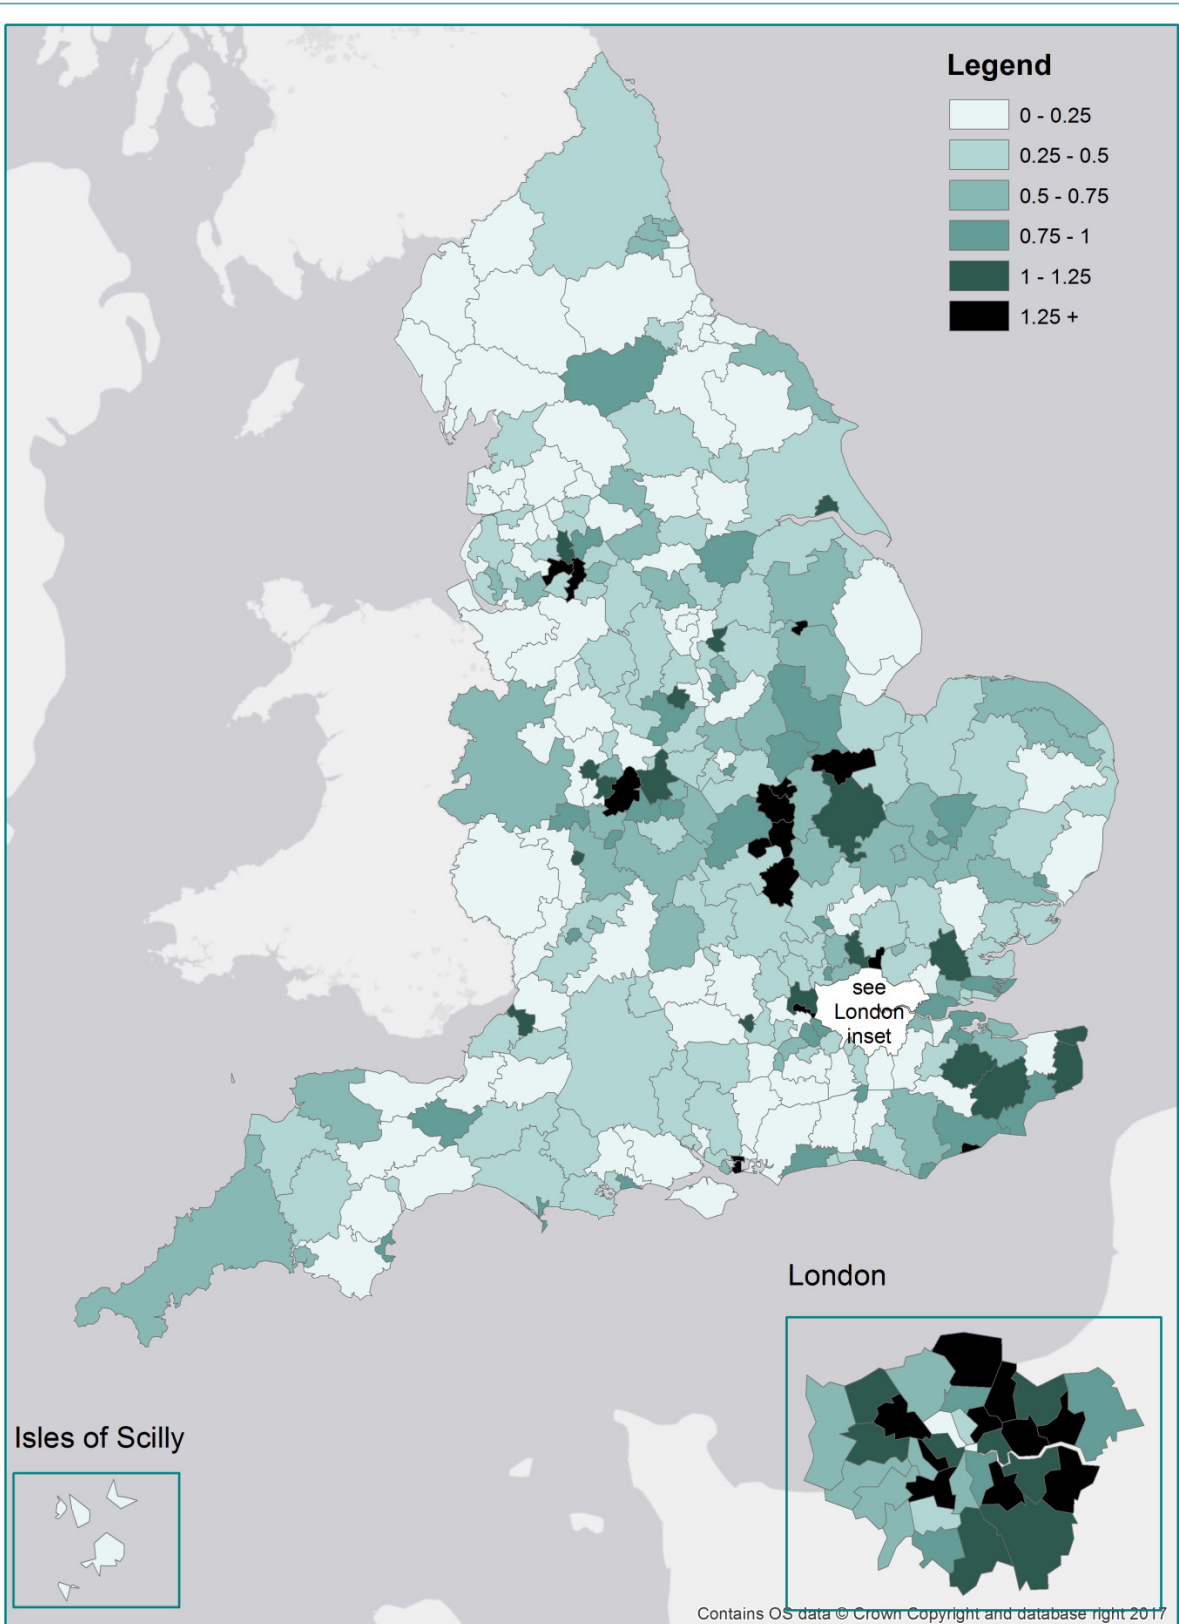 Legend
0 - 0.25
0.25 - 0.5
0.5 - 0.75
0.75 - 1
1 - 1.25
1.25 +
see
London
inset
London
Isles of Scilly
Contains OS data © Crown Copyright and database right 2017